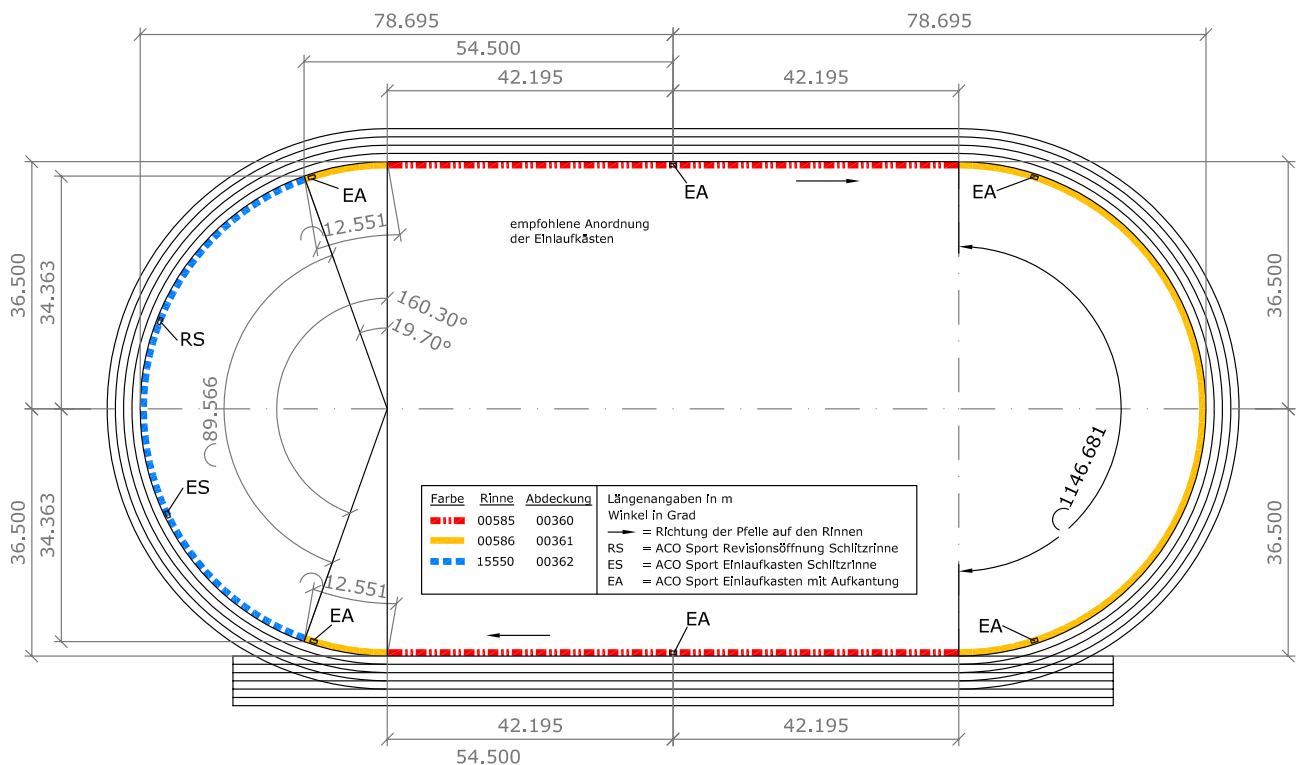 78.695
78.695
54.500
42.195
42.195
EA
EA
EA
empfohlene Anordnung
der Einlaufkästen
12.551
36.500
34.363
36.500
160.30°
19.70°
RS
89.566
1146.681
ES
Farbe Rinne Abdeckung
00585 00360
00586 00361
15550 00362
Längenangaben in m
Winkel in Grad
= Richtung der Pfeile auf den Rinnen
RS = ACO Sport Revisionsöffnung Schlitzrinne
ES = ACO Sport Einlaufkasten Schlitzrinne
EA = ACO Sport Einlaufkasten mit Aufkantung
36.500
34.363
36.500
12.551
EA
EA
EA
42.195
42.195
54.500